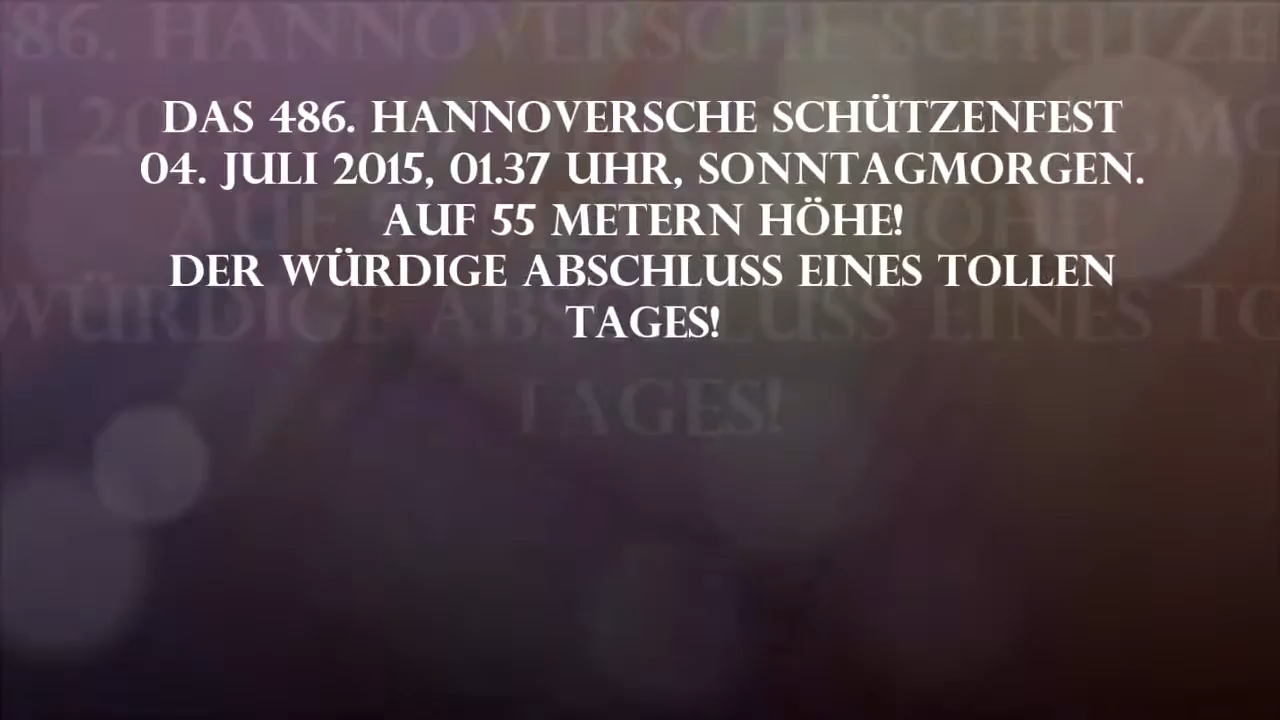 DAS 486. HANNOVERSCHE SCHÜTZENFEST
04. JULI 2015, 01.37 UHR, SONNTAGMORGEN.
AUF 55 METERN HÖHE!
DER WÜRDIGE ABSCHLUSS EINES TOLLEN
TAGES!